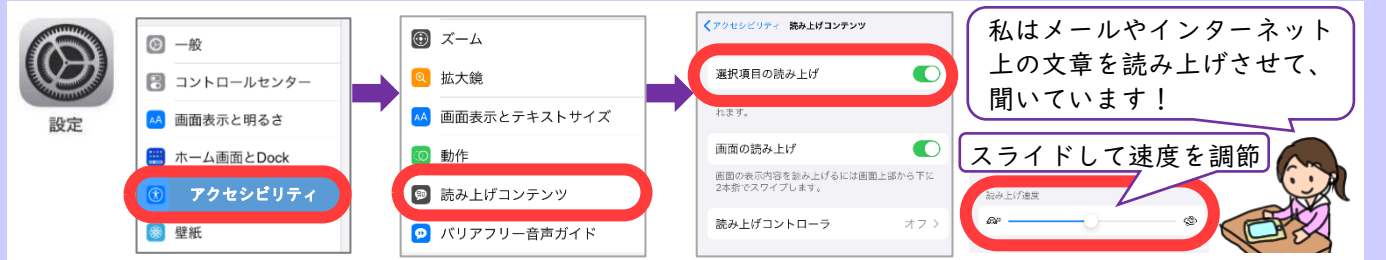 設定
一般
コントロールセンター
画面表示と明るさ
ホーム画面とDock
アクセシビリティ
壁紙
ズーム
拡大鏡
画面表示とテキストサイズ
動作
読み上げコンテンツ
バリアフリー音声ガイド
アクセシビリティ 読み上げコンテンツ
選択項目の読み上げ
れます。
画面の読み上げ
画面の表示内容を読み上げるには画面上部から下に
2本指でスワイプします。
読み上げコントローラ オフ
私はメールやインターネット
上の文章を読み上げさせて、
聞いています！
スライドして速度を調節
読み上げ速度